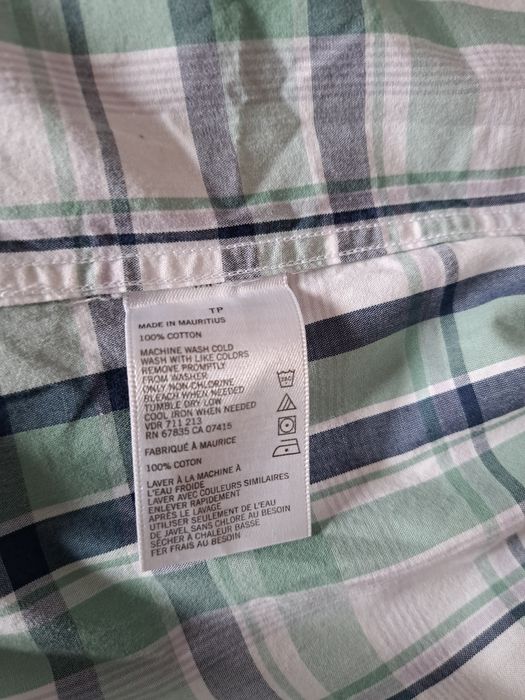 TP
MADE IN MAURITIUS
100% COTTON
MACHINE WASH COLD
WASH WITH LIKE COLORS
REMOVE PROMPTLY
FROM WASHER
ONLY NON-CHLORINE
BLEACH WHEN NEEDED
TUMBLE DRY LOW
COOL IRON WHEN NEEDED
VDR 711 213
RN 67835 CA 07415
FABRIQUÉ À MAURICE
100% COTON
LAVER À LA MACHINE À
L'EAU FROIDE
LAVER AVEC COULEURS SIMILAIRES
ENLEVER RAPIDEMENT
APRÈS LE LAVAGE
UTILISER SEULEMENT DE L'EAU
DE JAVEL SANS CHLORE AU BESOIN
SÉCHER À CHALEUR BASSE
FER FRAIS AU BESOIN